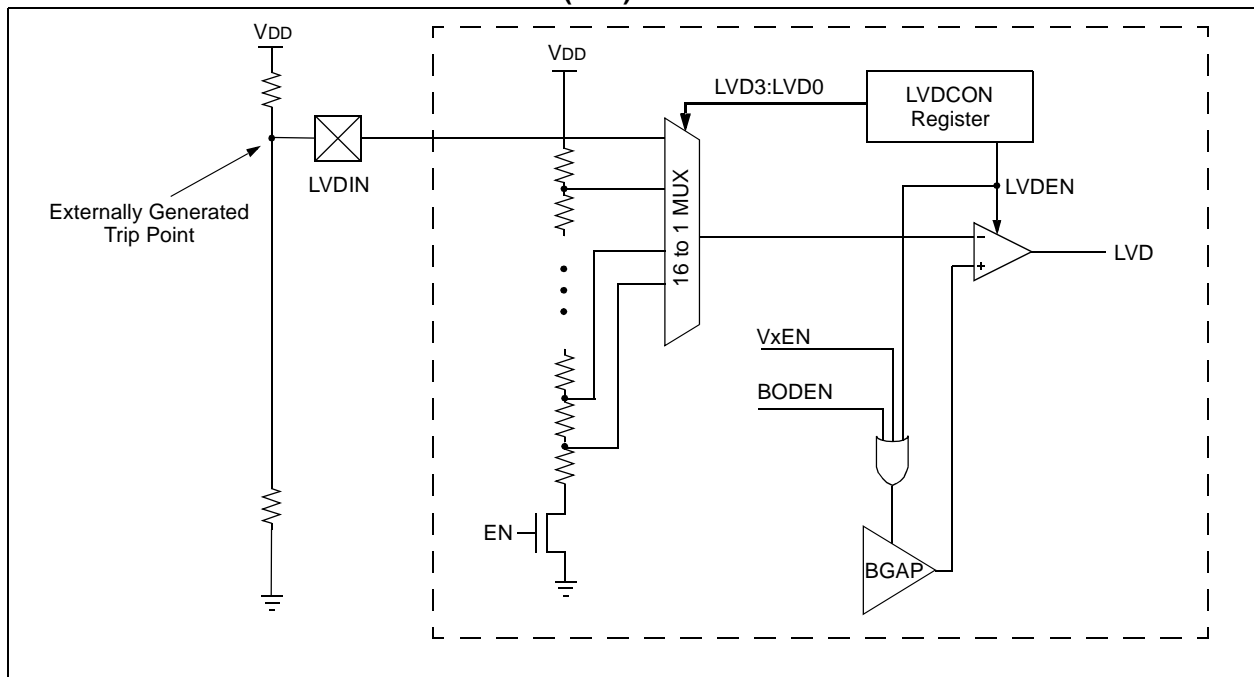 VDD
VDD
LVD3:LVD0
LVDCON
Register
LVDIN
LVDEN
Externally Generated
Trip Point
16 to 1 MUX
–
+
LVD
VxEN
BODEN
EN
BGAP